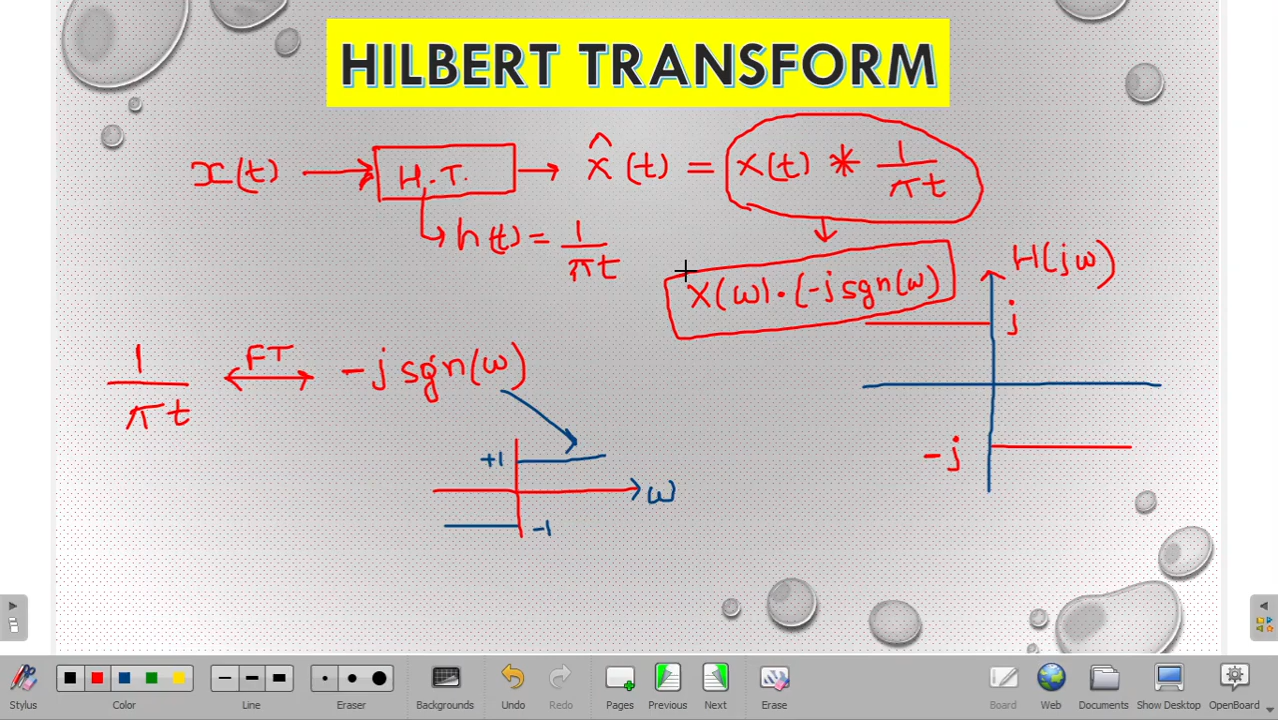 HILBERT TRANSFORM
x(t) → H.T. → x̂(t) = x(t) * 1/πt
h(t) = 1/πt
X(ω)·(-j sgn(ω)
H(jω)
j
1/πt ←FT→ -j sgn(ω)
-j
+1
ω
-1
Stylus Color Line Eraser Backgrounds Undo Redo Pages Previous Next Erase Board Web Documents Show Desktop OpenBoard